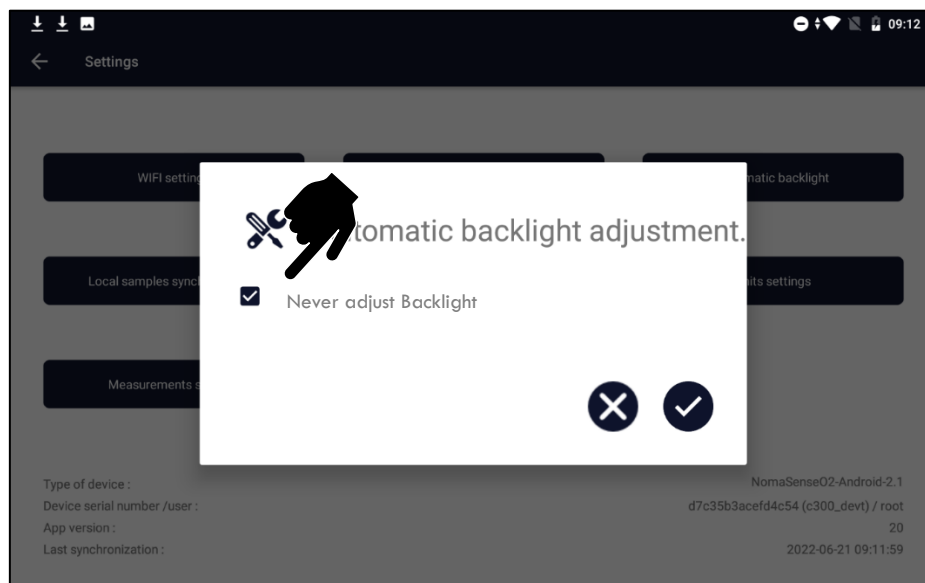 09:12
Settings
WIFI setting
matic backlight
tomatic backlight adjustment.
Local samples syncl
its settings
Never adjust Backlight
Measurements s
Type of device :
NomaSenseO2-Android-2.1
Device serial number /user :
d7c35b3acefd4c54 (c300_devt) / root
App version :
20
Last synchronization :
2022-06-21 09:11:59